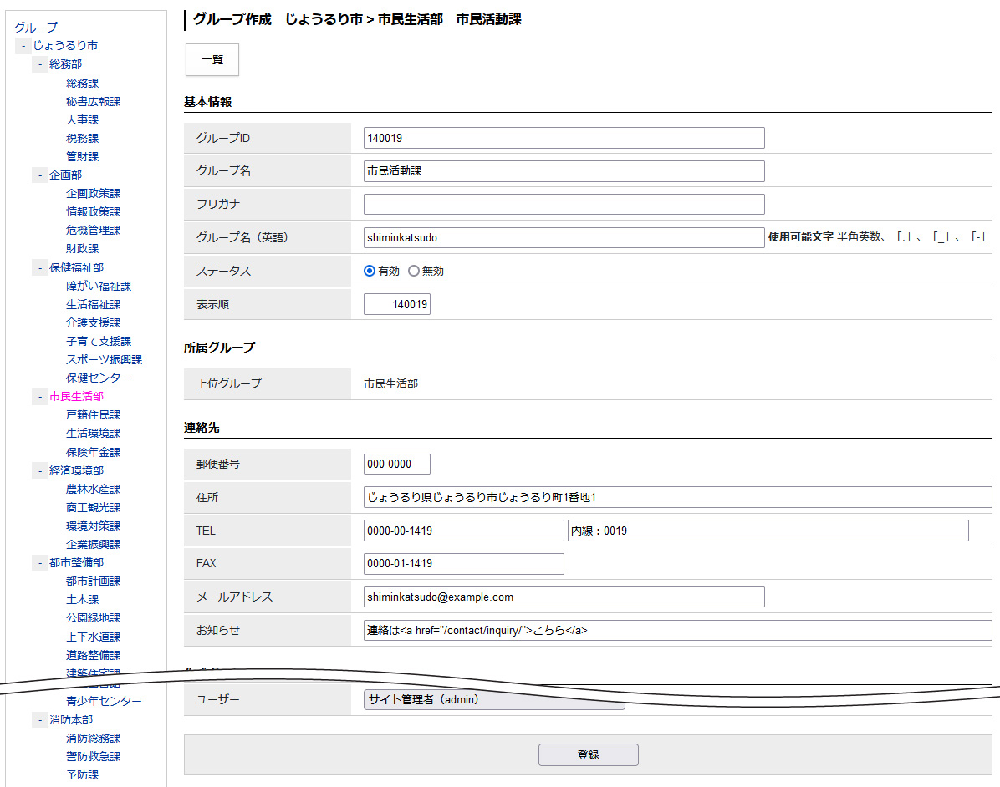 グループ
- じょうるり市
- 総務部
総務課
秘書広報課
人事課
税務課
管財課
- 企画部
企画政策課
情報政策課
危機管理課
財政課
- 保健福祉部
障がい福祉課
生活福祉課
介護支援課
子育て支援課
スポーツ振興課
保健センター
- 市民生活部
戸籍住民課
生活環境課
保険年金課
- 経済環境部
農林水産課
商工観光課
環境対策課
企業振興課
- 都市整備部
都市計画課
土木課
公園緑地課
上下水道課
道路整備課
建築住宅課
青少年センター
- 消防本部
消防総務課
警防救急課
予防課
グループ作成　じょうるり市 > 市民生活部　市民活動課
一覧
基本情報
グループID 140019
グループ名 市民活動課
フリガナ
グループ名（英語） shiminkatsudo 使用可能文字 半角英数、「.」、「_」、「-」
ステータス 有効 無効
表示順 140019
所属グループ
上位グループ 市民生活部
連絡先
郵便番号 000-0000
住所 じょうるり県じょうるり市じょうるり町1番地1
TEL 0000-00-1419 内線：0019
FAX 0000-01-1419
メールアドレス shiminkatsudo@example.com
お知らせ 連絡は<a href="/contact/inquiry/">こちら</a>
ユーザー サイト管理者（admin）
登録